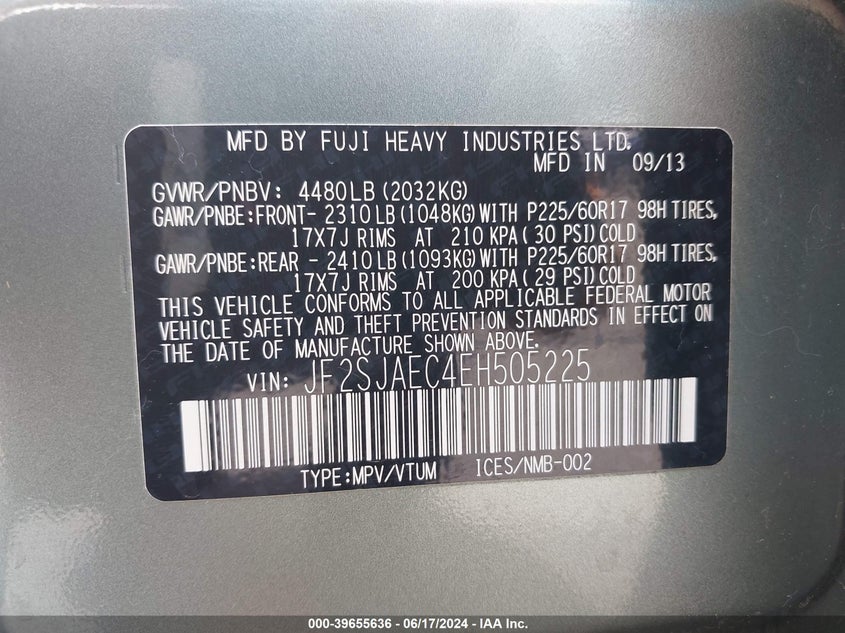 MFD BY FUJI HEAVY INDUSTRIES LTD.
MFD IN 09/13
GVWR/PNBV: 4480LB (2032KG)
GAWR/PNBE:FRONT- 2310 LB (1048KG) WITH P225/60R17 98H TIRES,
17X7J RIMS AT 210 KPA ( 30 PSI) COLD
GAWR/PNBE:REAR - 2410 LB (1093KG) WITH P225/60R17 98H TIRES,
17X7J RIMS AT 200 KPA ( 29 PSI) COLD
THIS VEHICLE CONFORMS TO ALL APPLICABLE FEDERAL MOTOR
VEHICLE SAFETY AND THEFT PREVENTION STANDARDS IN EFFECT ON
THE DATE OF MANUFACTURE SHOWN ABOVE.
VIN: JF2SJAEC4EH505225
TYPE:MPV/VTUM ICES/NMB-002
000-39655636 - 06/17/2024 - IAA Inc.